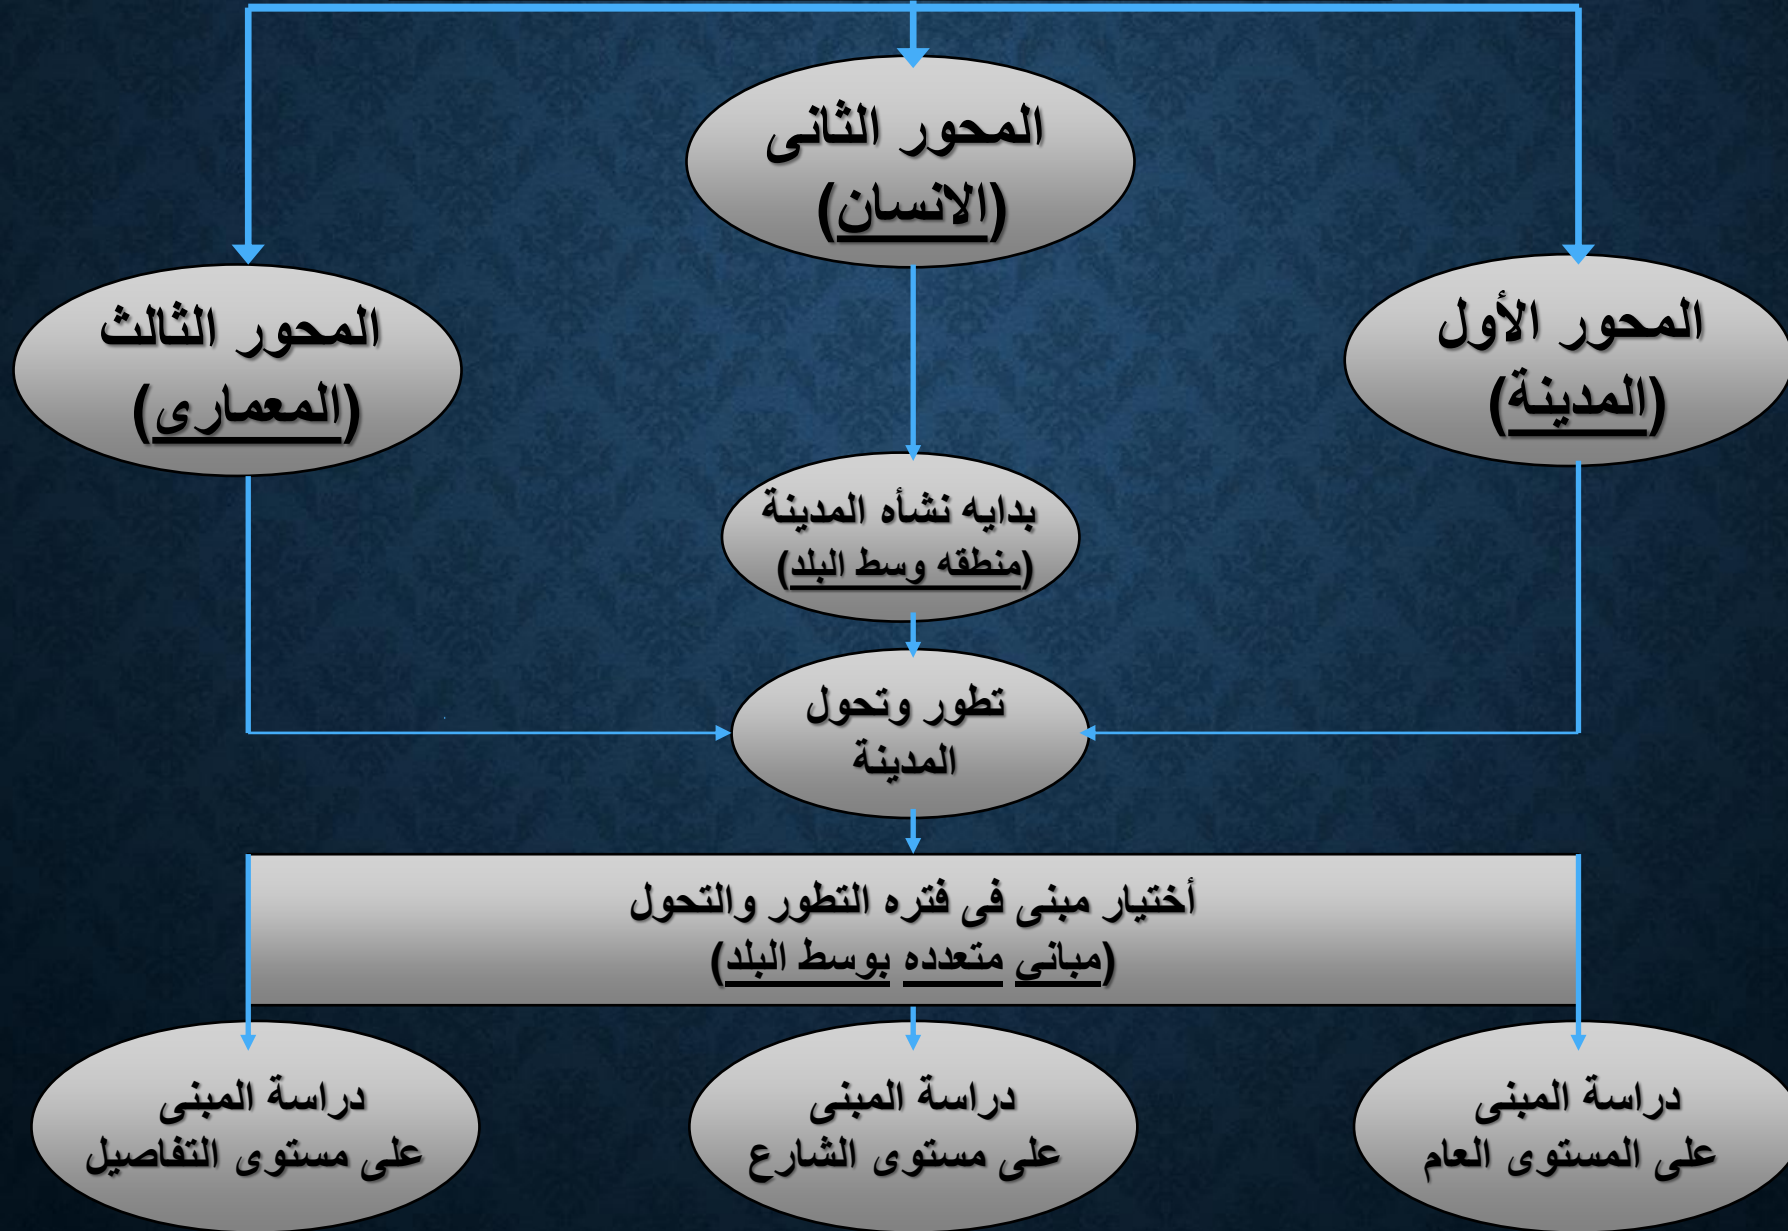 المحور الثانى
(الانسان)
المحور الأول
(المدينة)
المحور الثالث
(المعمارى)
بدايه نشأه المدينة
(منطقه وسط البلد)
تطور وتحول
المدينة
أختيار مبنى فى فتره التطور والتحول
(مباني متعدده بوسط البلد)
دراسة المبنى
على المستوى العام
دراسة المبنى
على مستوى الشارع
دراسة المبنى
على مستوى التفاصيل